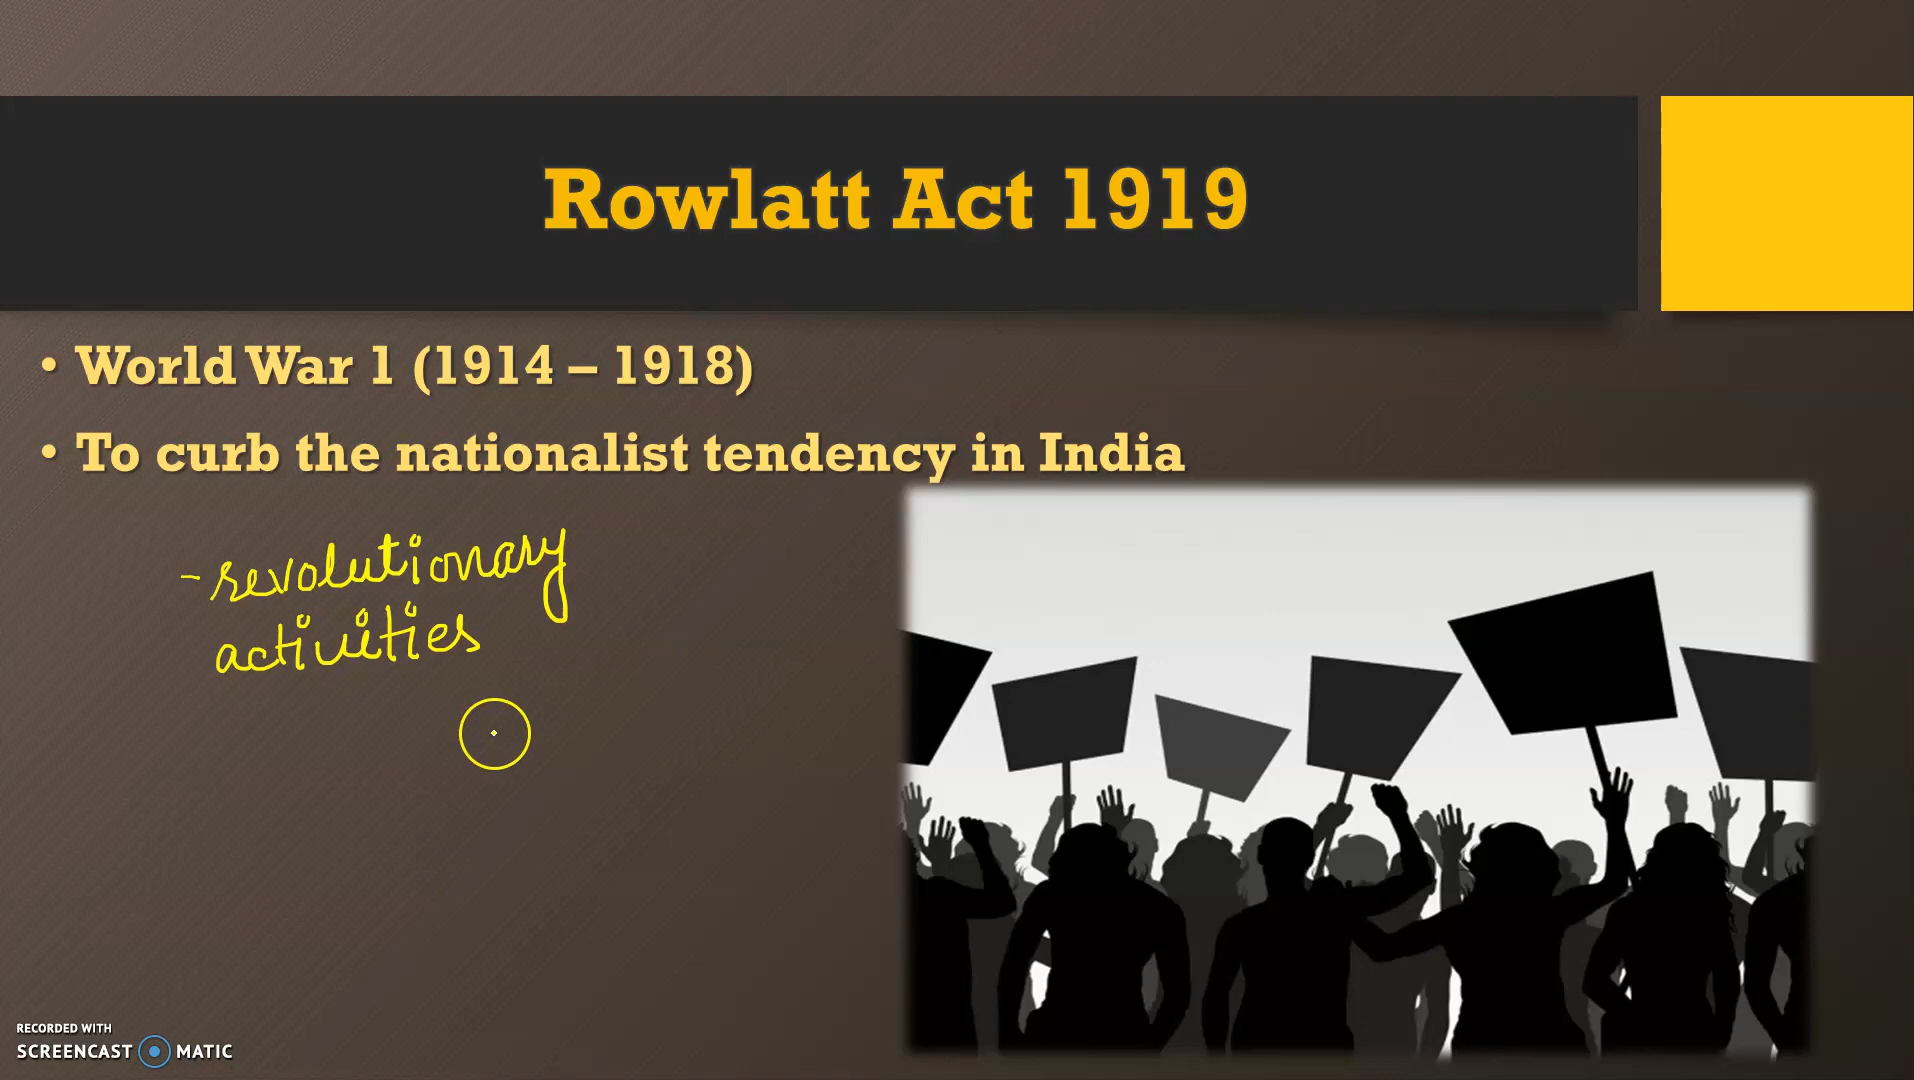 Rowlatt Act 1919
• World War 1 (1914 – 1918)
• To curb the nationalist tendency in India
- revolutionary
activities
RECORDED WITH
SCREENCAST MATIC